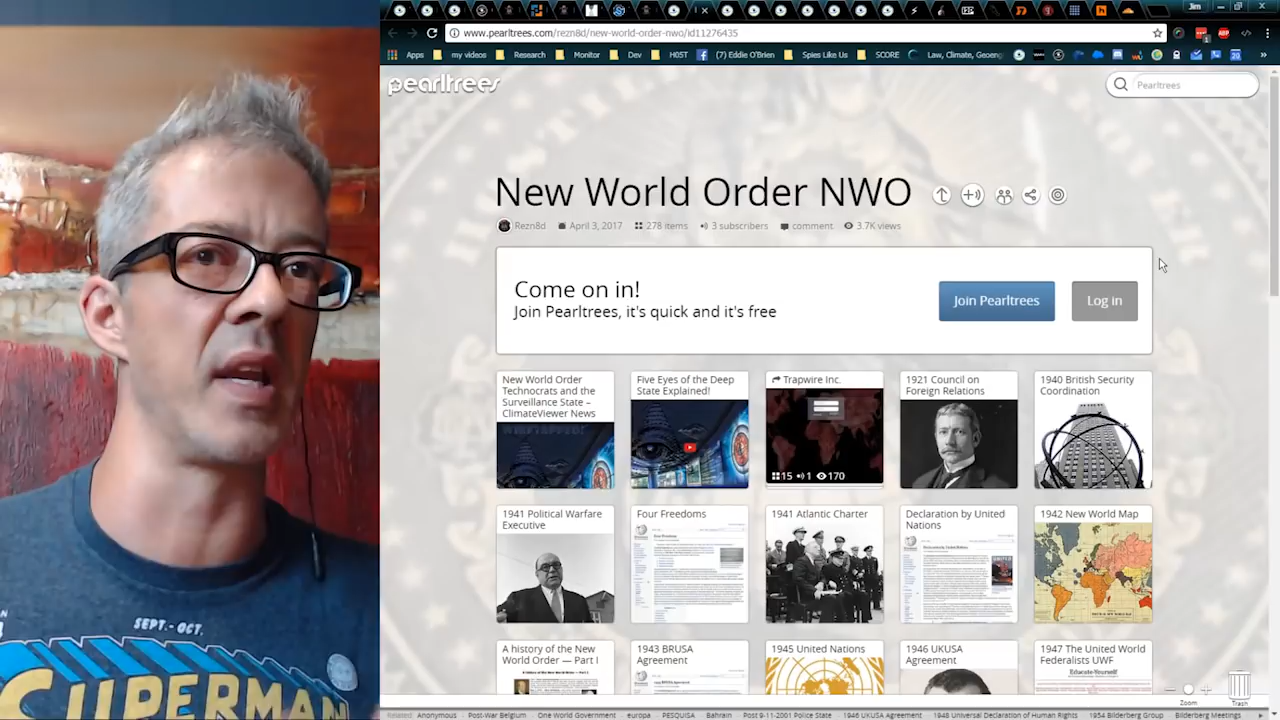 Jim
www.pearltrees.com/rezn8d/new-world-order-nwo/id11276435
Apps my videos Research Monitor Dev H0ST (7) Eddie O'Brien Spies Like Us SCORE Law, Climate, Geoeng
pearltrees
Pearltrees
New World Order NWO
Rezn8d April 3, 2017 278 items 3 subscribers comment 3.7K views
Come on in!
Join Pearltrees, it's quick and it's free
Join Pearltrees
Log in
New World Order
Technocrats and the
Surveillance State –
ClimateViewer News
Five Eyes of the Deep
State Explained!
Trapwire Inc.
15 1 170
1921 Council on
Foreign Relations
1940 British Security
Coordination
1941 Political Warfare
Executive
Four Freedoms
1941 Atlantic Charter
Declaration by United
Nations
1942 New World Map
A history of the New
World Order — Part I
1943 BRUSA
Agreement
1945 United Nations
1946 UKUSA
Agreement
1947 The United World
Federalists UWF
Educate-Yourself
Zoom
Trash
Related: Anonymous Post-War Belgium One World Government europa PESQUISA Bahrain Post 9-11-2001 Police State 1946 UKUSA Agreement 1948 Universal Declaration of Human Rights 1954 Bilderberg Group Bilderberg Meetings
SEPT.-OCT.
SUPERMAN